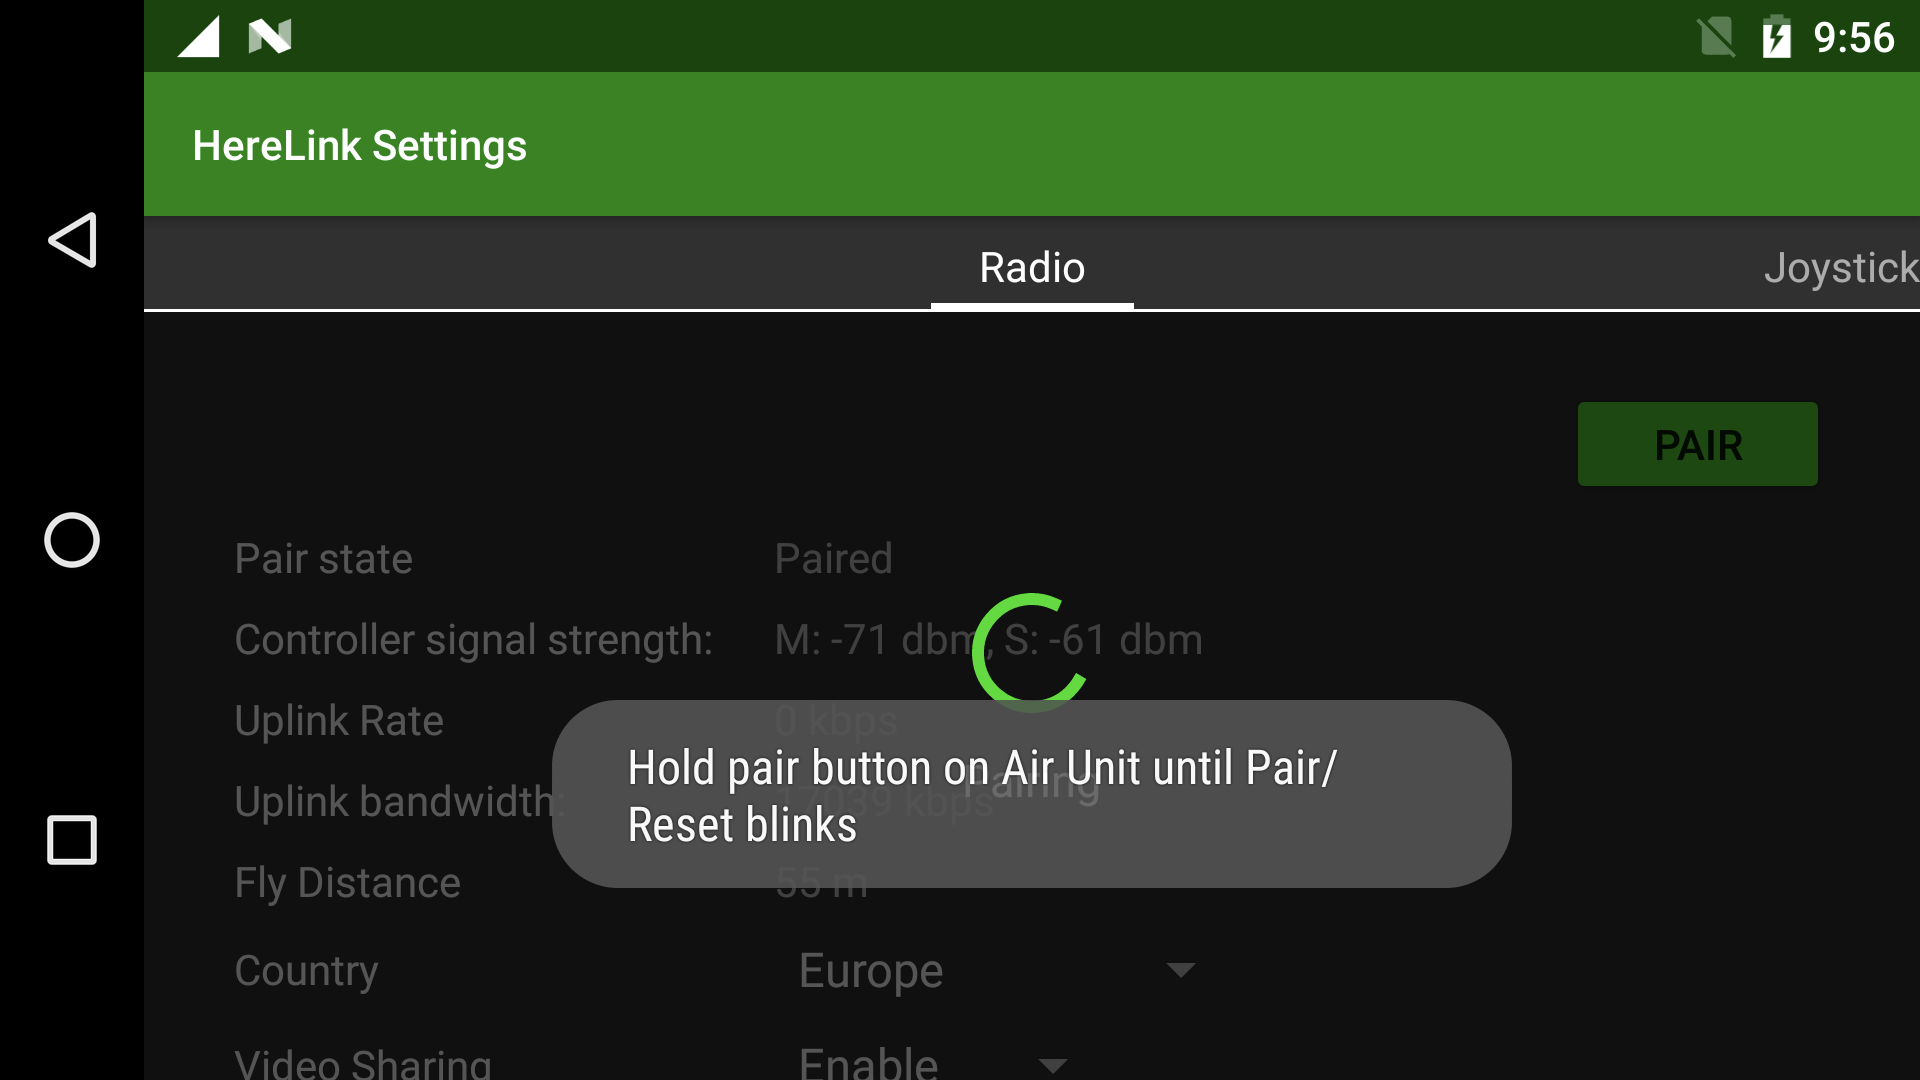 9:56
HereLink Settings
Radio
Joystick
PAIR
Pair state
Paired
Controller signal strength:
M: -71 dbm, S: -61 dbm
Uplink Rate
0 kbps
Hold pair button on Air Unit until Pair/
Reset blinks
Pairing
Uplink bandwidth:
17039 kbps
Fly Distance
55 m
Country
Europe
Video Sharing
Enable